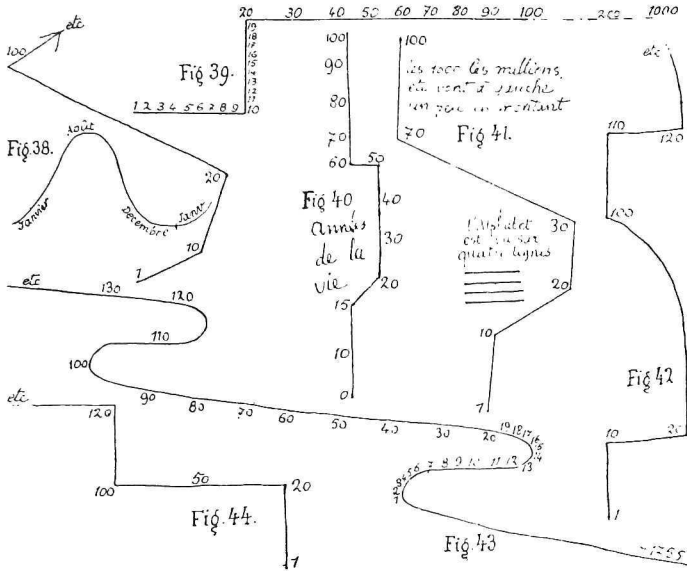 etc
100
Fig 39.
20 30 40 50 60 70 80 90 100 200 1000
19
18
17
16
15
14
13
12
11
10
1 2 3 4 5 6 7 8 9
Fig.38.
Janvier
Août
Décembre
Janv
20
10
1
100
90
80
70
60
50
40
30
20
15
10
0
Fig 40
années
de la
vie
100
les 1000 les millions,
etc vont à gauche
un peu en montant
70
Fig 41.
30
20
10
1
l'Alphabet
est sur
quatre lignes
etc
120
110
100
Fig 42
20
10
1
etc
130
120
110
100
90
80
70
60
50
40
30
20
19 18 17 16 15 14
13
12 11 10 9 8 7 6 5 4 3 2 1
Fig.43
etc
120
100
50
20
1
Fig.44.